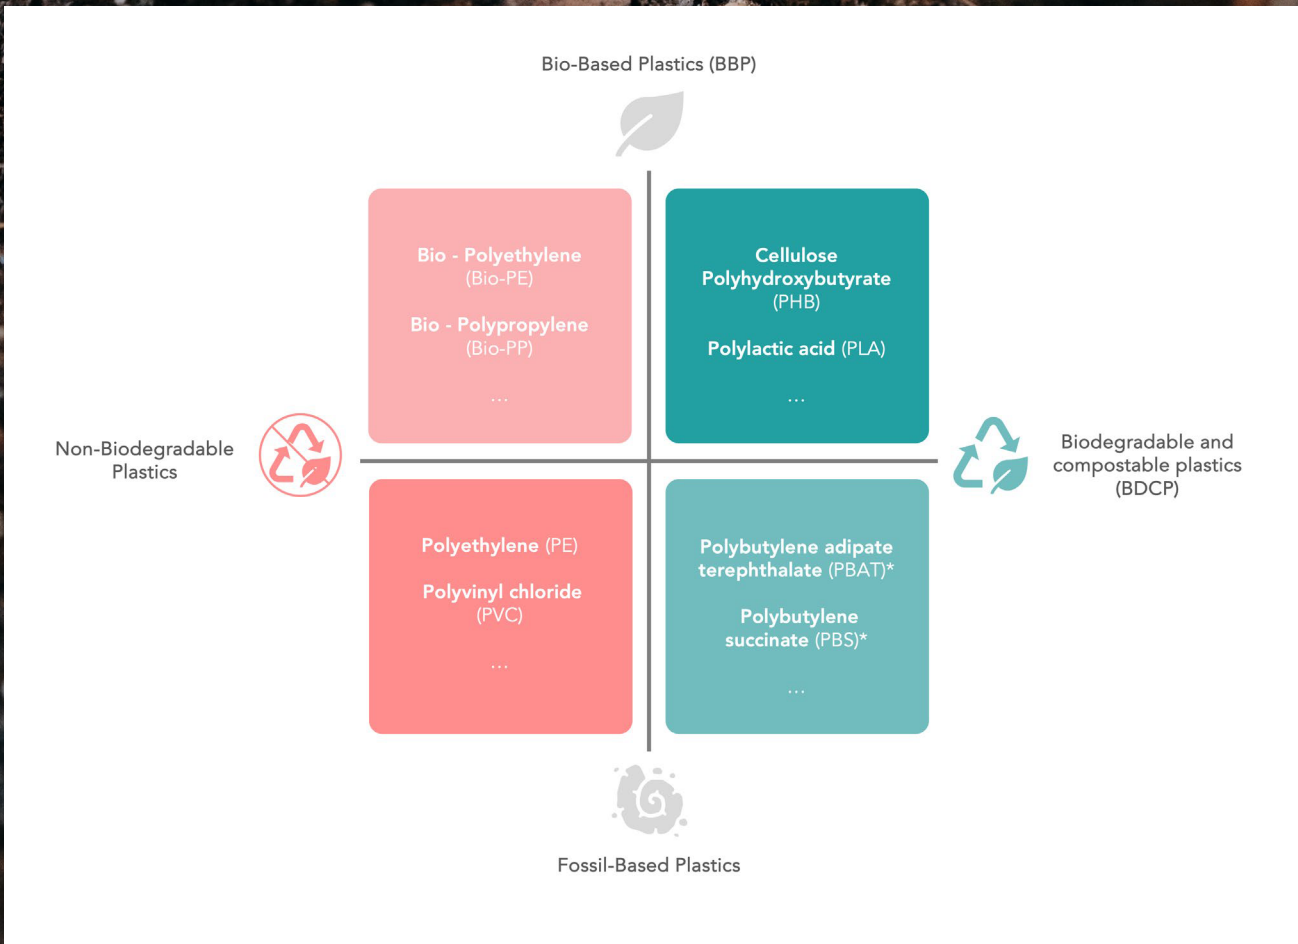 Bio-Based Plastics (BBP)
Bio - Polyethylene
(Bio-PE)
Bio - Polypropylene
(Bio-PP)
...
Cellulose
Polyhydroxybutyrate
(PHB)
Polylactic acid (PLA)
...
Non-Biodegradable
Plastics
Biodegradable and
compostable plastics
(BDCP)
Polyethylene (PE)
Polyvinyl chloride
(PVC)
...
Polybutylene adipate
terephthalate (PBAT)*
Polybutylene
succinate (PBS)*
...
Fossil-Based Plastics